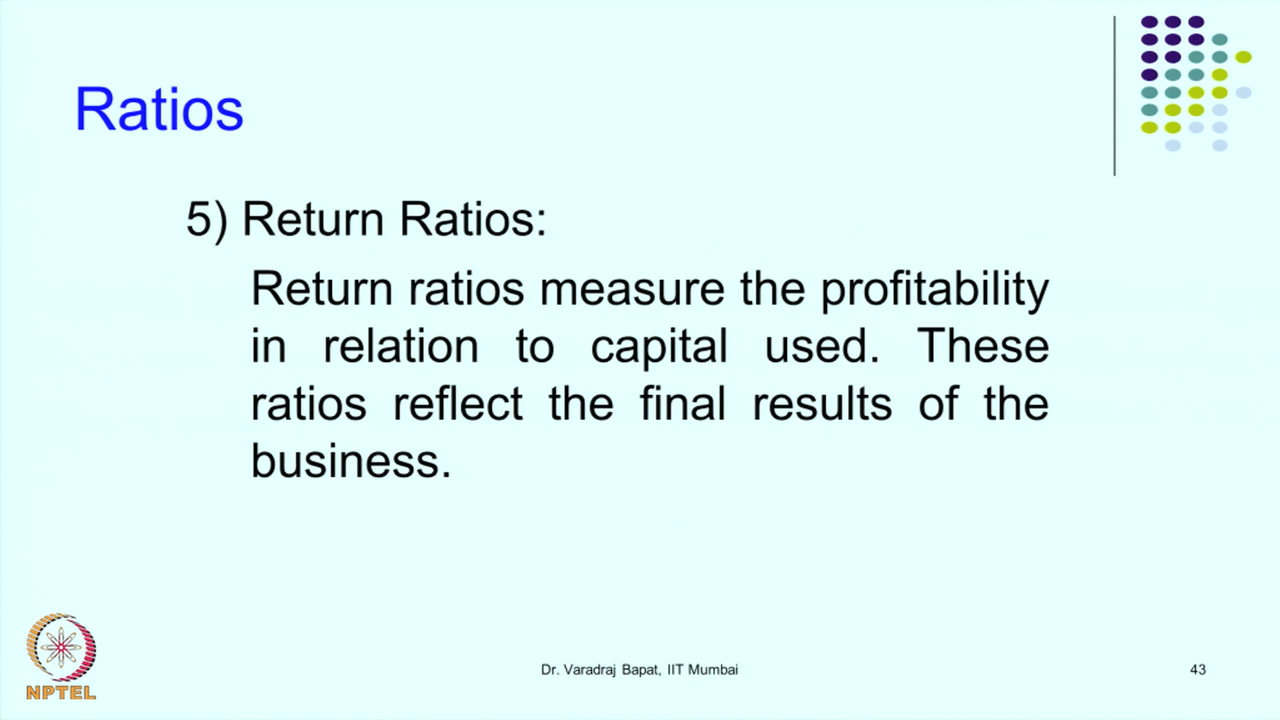 Ratios
5) Return Ratios:
Return ratios measure the profitability
in relation to capital used. These
ratios reflect the final results of the
business.
NPTEL
Dr. Varadraj Bapat, IIT Mumbai
43